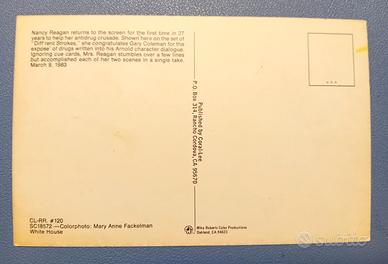 Nancy Reagan returns to the screen for the first time in 27
years to help her antidrug crusade. Shown here on the set of
"Diff'rent Strokes," she congratulates Gary Coleman for the
exposé of drugs written into his Arnold character dialogue.
Ignoring cue cards, Mrs. Reagan stumbles over a few lines
but accomplished each of her two scenes in a single take.
March 9, 1983
Published by Coral-Lee
P.O. Box 314, Rancho Cordova, CA 95670
CL-RR. #120
SC18572 — Colorphoto: Mary Anne Fackelman
White House
Mike Roberts Color Productions
Oakland, CA 94623
subito.it